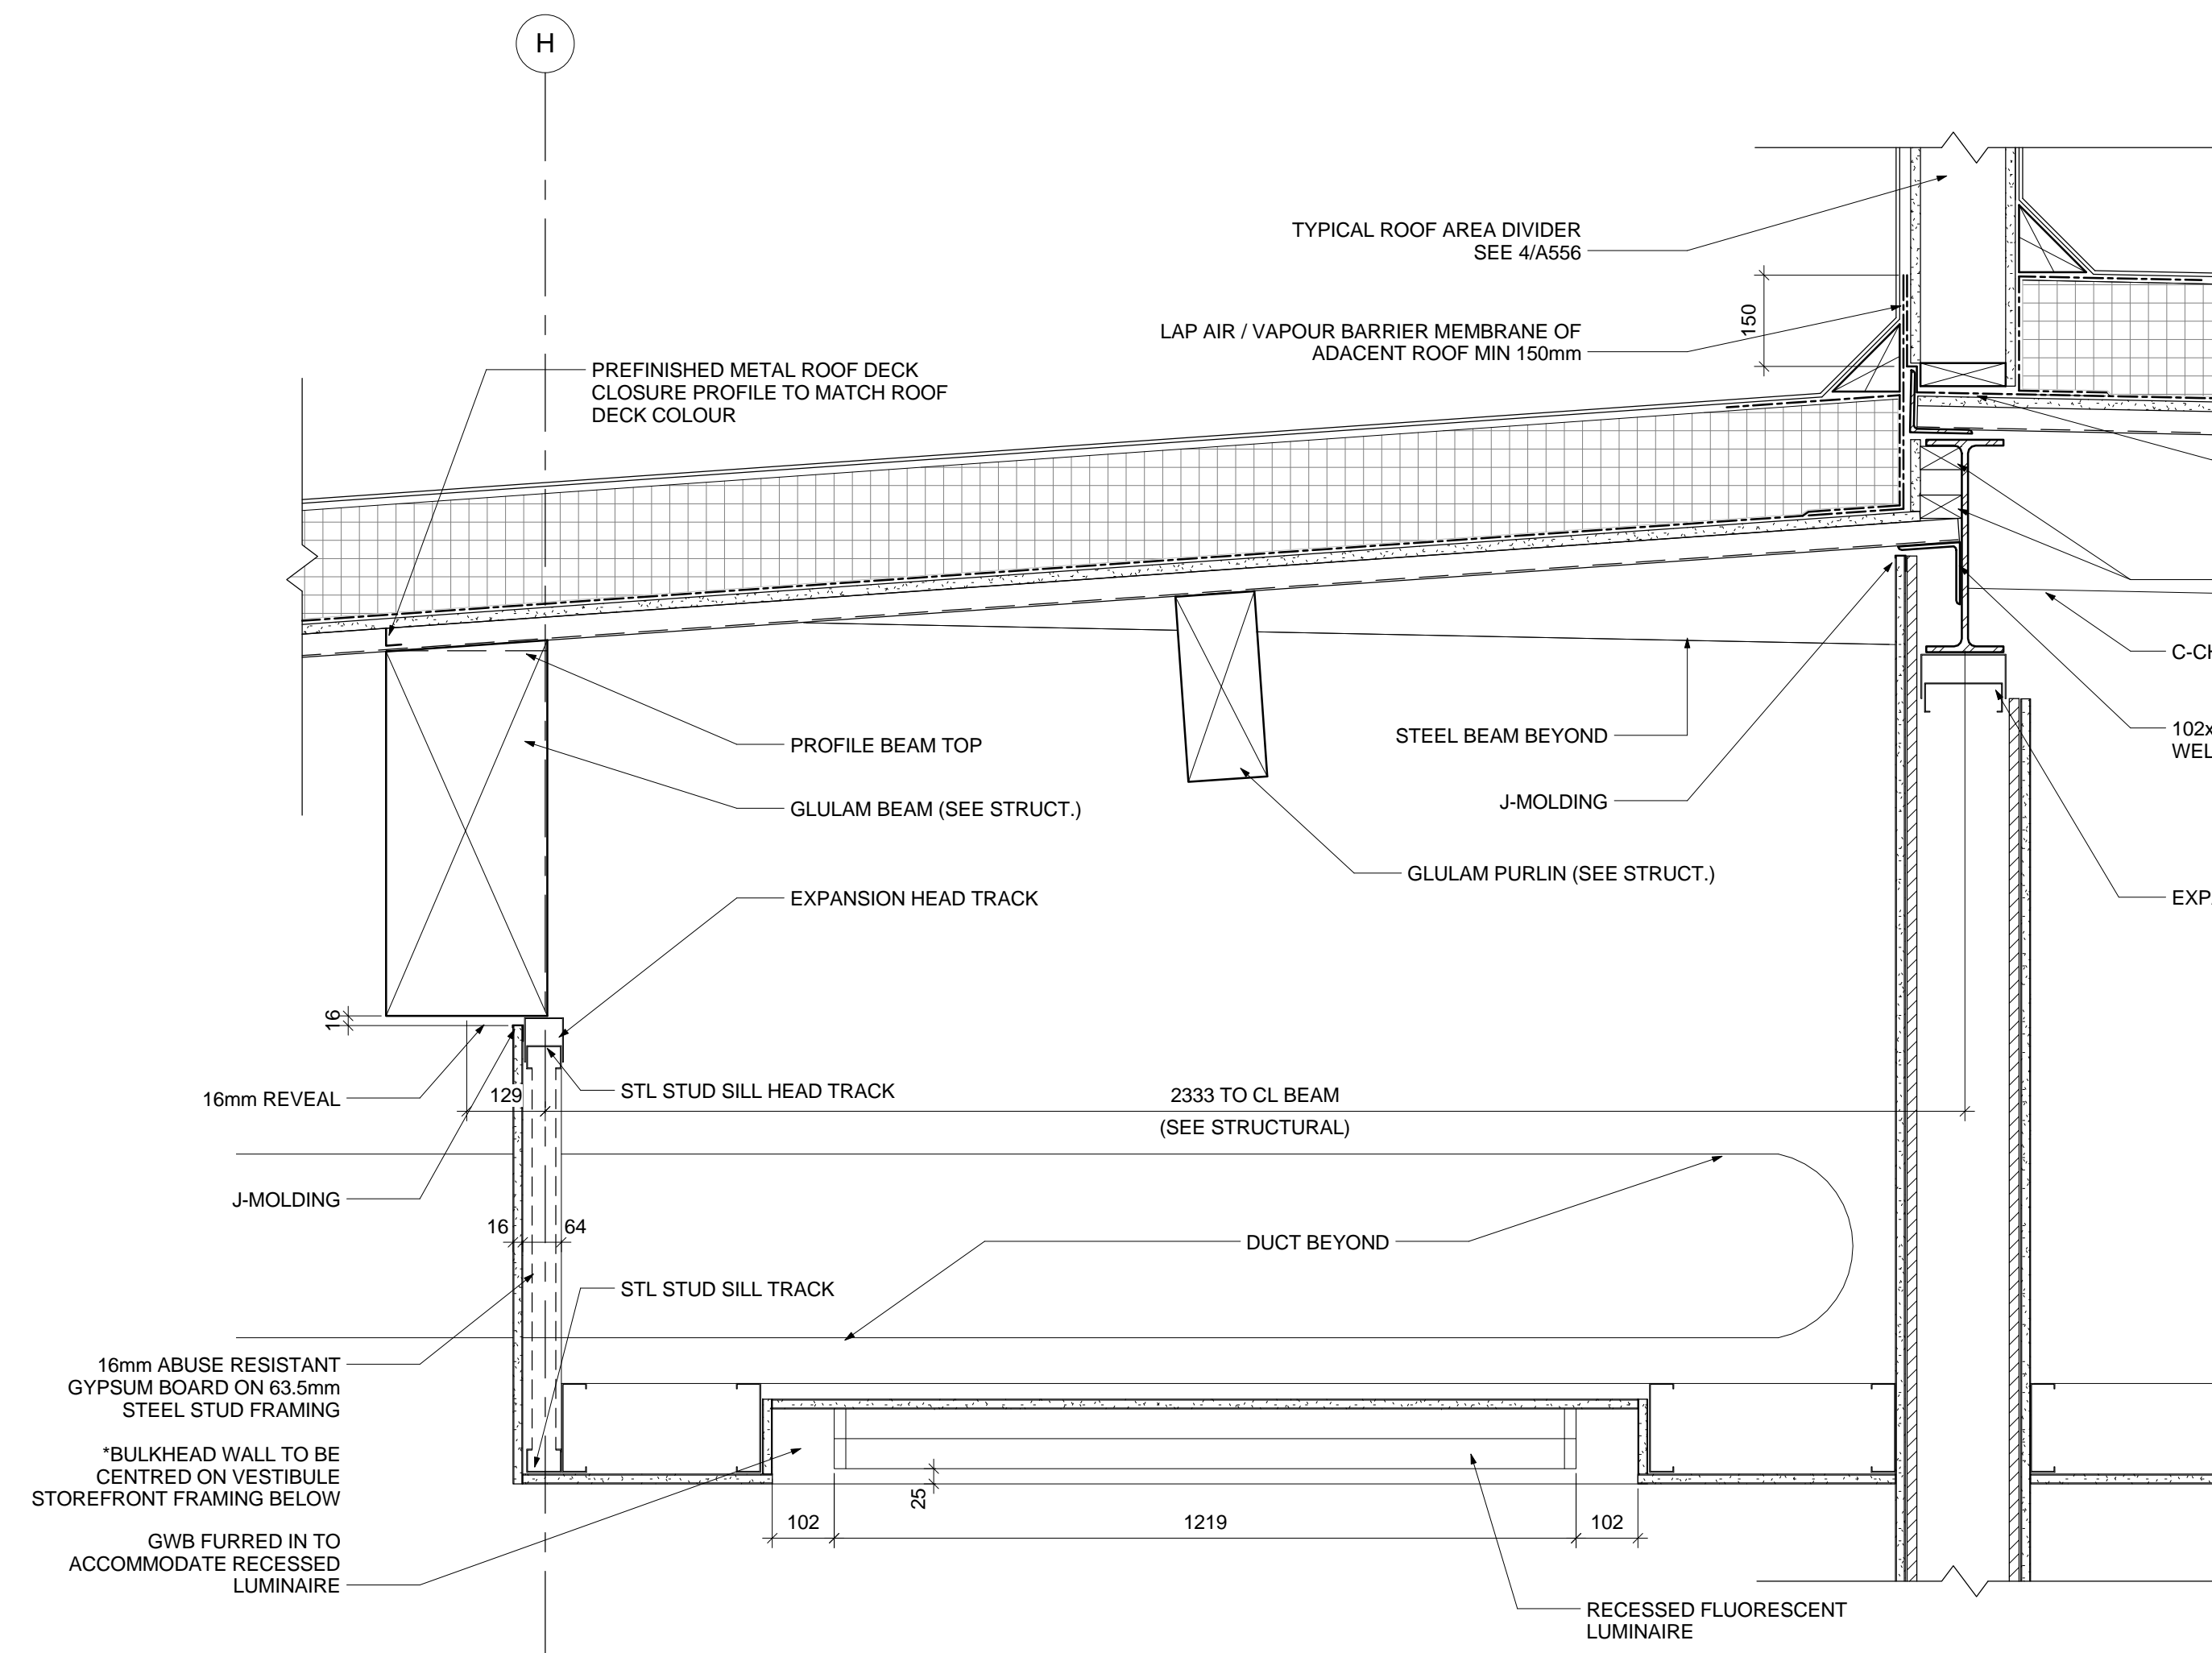 H
TYPICAL ROOF AREA DIVIDER
SEE 4/A556
150
LAP AIR / VAPOUR BARRIER MEMBRANE OF
ADACENT ROOF MIN 150mm
PREFINISHED METAL ROOF DECK
CLOSURE PROFILE TO MATCH ROOF
DECK COLOUR
C-CH
PROFILE BEAM TOP
STEEL BEAM BEYOND
102x
WEL
GLULAM BEAM (SEE STRUCT.)
J-MOLDING
GLULAM PURLIN (SEE STRUCT.)
EXPANSION HEAD TRACK
EXP
16
16mm REVEAL
129
STL STUD SILL HEAD TRACK
2333 TO CL BEAM
(SEE STRUCTURAL)
J-MOLDING
16
64
DUCT BEYOND
STL STUD SILL TRACK
16mm ABUSE RESISTANT
GYPSUM BOARD ON 63.5mm
STEEL STUD FRAMING
*BULKHEAD WALL TO BE
CENTRED ON VESTIBULE
STOREFRONT FRAMING BELOW
25
102
1219
102
GWB FURRED IN TO
ACCOMMODATE RECESSED
LUMINAIRE
RECESSED FLUORESCENT
LUMINAIRE